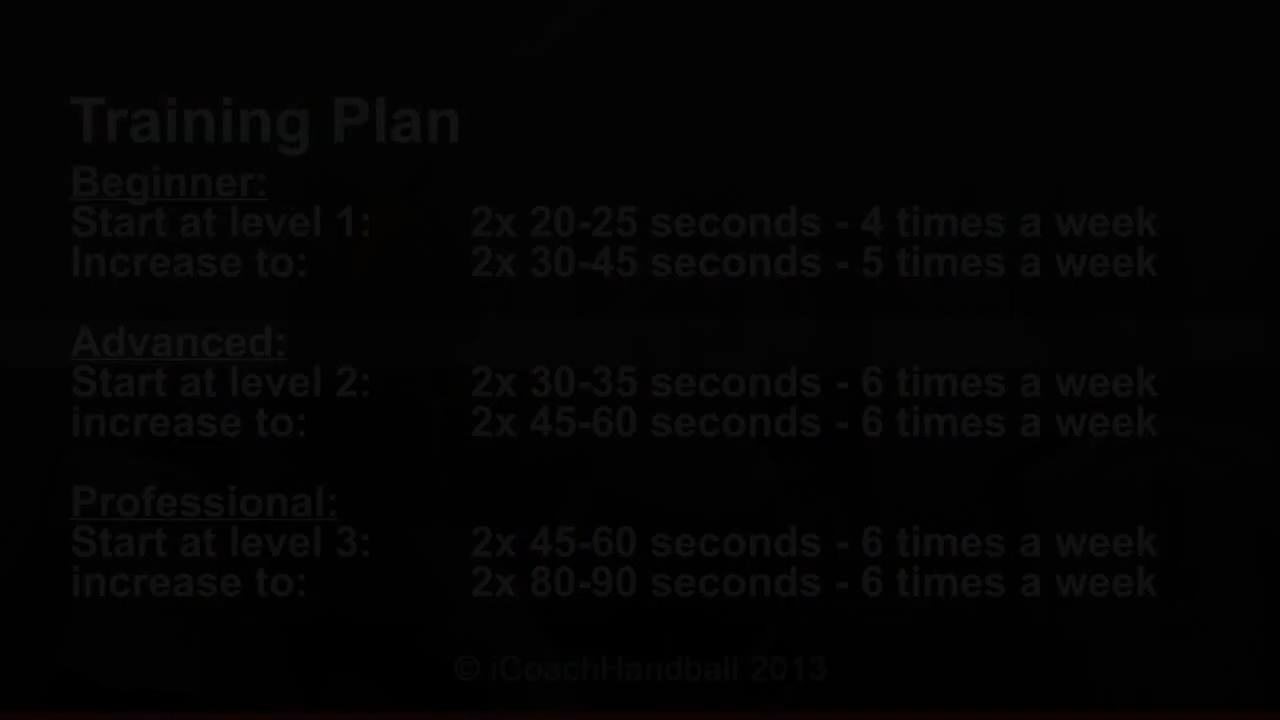 Training Plan
Beginner:
Start at level 1: 2x 20-25 seconds - 4 times a week
Increase to: 2x 30-45 seconds - 5 times a week
Advanced:
Start at level 2: 2x 30-35 seconds - 6 times a week
increase to: 2x 45-60 seconds - 6 times a week
Professional:
Start at level 3: 2x 45-60 seconds - 6 times a week
increase to: 2x 80-90 seconds - 6 times a week
© iCoachHandball 2013